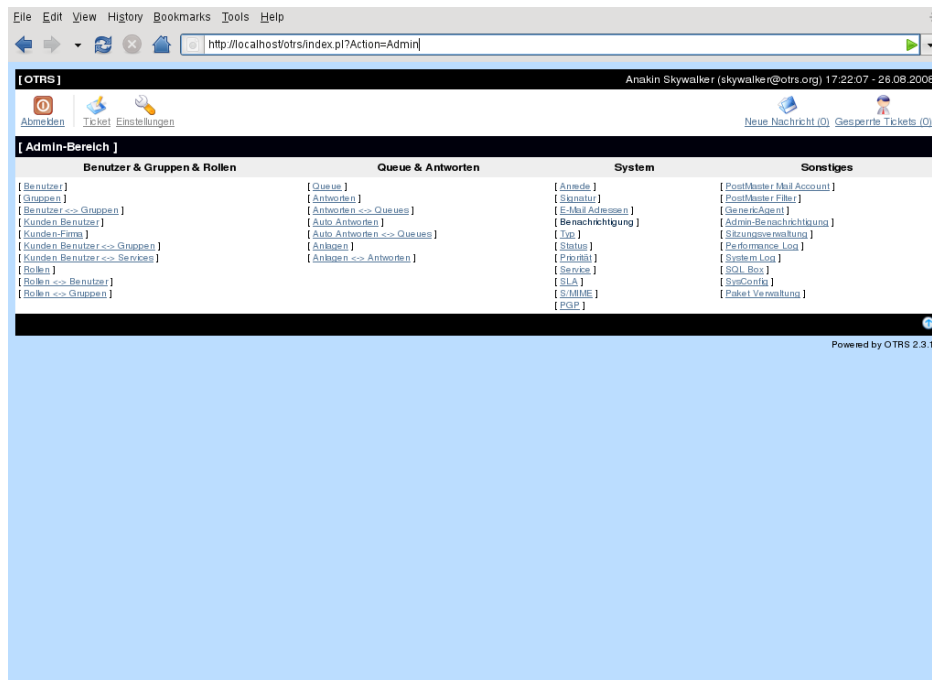 File Edit View History Bookmarks Tools Help
http://localhost/otrs/index.pl?Action=Admin
[ OTRS ]
Anakin Skywalker (skywalker@otrs.org) 17:22:07 - 26.08.2008
Abmelden Ticket Einstellungen
Neue Nachricht (0) Gesperrte Tickets (0)
[ Admin-Bereich ]
Benutzer & Gruppen & Rollen
[ Benutzer ]
[ Gruppen ]
[ Benutzer <-> Gruppen ]
[ Kunden Benutzer ]
[ Kunden-Firma ]
[ Kunden Benutzer <-> Gruppen ]
[ Kunden Benutzer <-> Services ]
[ Rollen ]
[ Rollen <-> Benutzer ]
[ Rollen <-> Gruppen ]
Queue & Antworten
[ Queue ]
[ Antworten ]
[ Antworten <-> Queues ]
[ Auto Antworten ]
[ Auto Antworten <-> Queues ]
[ Anlagen ]
[ Anlagen <-> Antworten ]
System
[ Anrede ]
[ Signatur ]
[ E-Mail Adressen ]
[ Benachrichtigung ]
[ Typ ]
[ Status ]
[ Priorität ]
[ Service ]
[ SLA ]
[ S/MIME ]
[ PGP ]
Sonstiges
[ PostMaster Mail Account ]
[ PostMaster Filter ]
[ GenericAgent ]
[ Admin-Benachrichtigung ]
[ Sitzungsverwaltung ]
[ Performance Log ]
[ System Log ]
[ SQL Box ]
[ SysConfig ]
[ Paket Verwaltung ]
Powered by OTRS 2.3.1